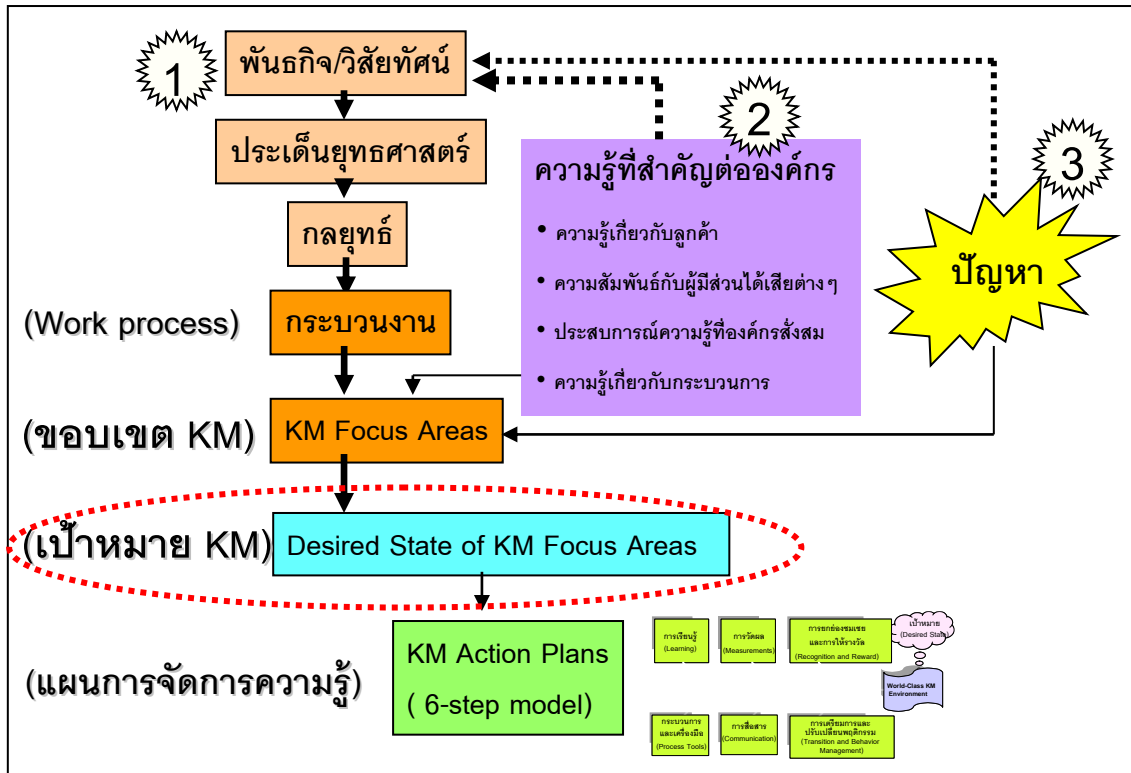 1
พันธกิจ/วิสัยทัศน์
ประเด็นยุทธศาสตร์
กลยุทธ์
(Work process)
กระบวนงาน
(ขอบเขต KM)
KM Focus Areas
2
ความรู้ที่สำคัญต่อองค์กร
• ความรู้เกี่ยวกับลูกค้า
• ความสัมพันธ์กับผู้มีส่วนได้เสียต่างๆ
• ประสบการณ์ความรู้ที่องค์กรสั่งสม
• ความรู้เกี่ยวกับกระบวนการ
3
ปัญหา
(เป้าหมาย KM)
Desired State of KM Focus Areas
(แผนการจัดการความรู้)
KM Action Plans
( 6-step model)
การเรียนรู้
(Learning)
การวัดผล
(Measurements)
การยกย่องชมเชย
และการให้รางวัล
(Recognition and Reward)
เป้าหมาย
(Desired State)
World-Class KM
Environment
กระบวนการ
และเครื่องมือ
(Process Tools)
การสื่อสาร
(Communication)
การเตรียมการและ
ปรับเปลี่ยนพฤติกรรม
(Transition and Behavior
Management)